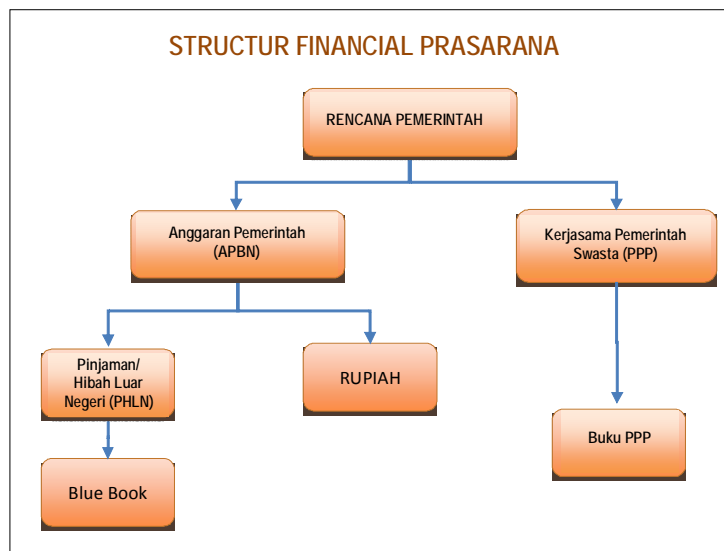 STRUCTUR FINANCIAL PRASARANA
RENCANA PEMERINTAH
Anggaran Pemerintah
(APBN)
Kerjasama Pemerintah
Swasta (PPP)
Pinjaman/
Hibah Luar
Negeri (PHLN)
RUPIAH
Buku PPP
Blue Book